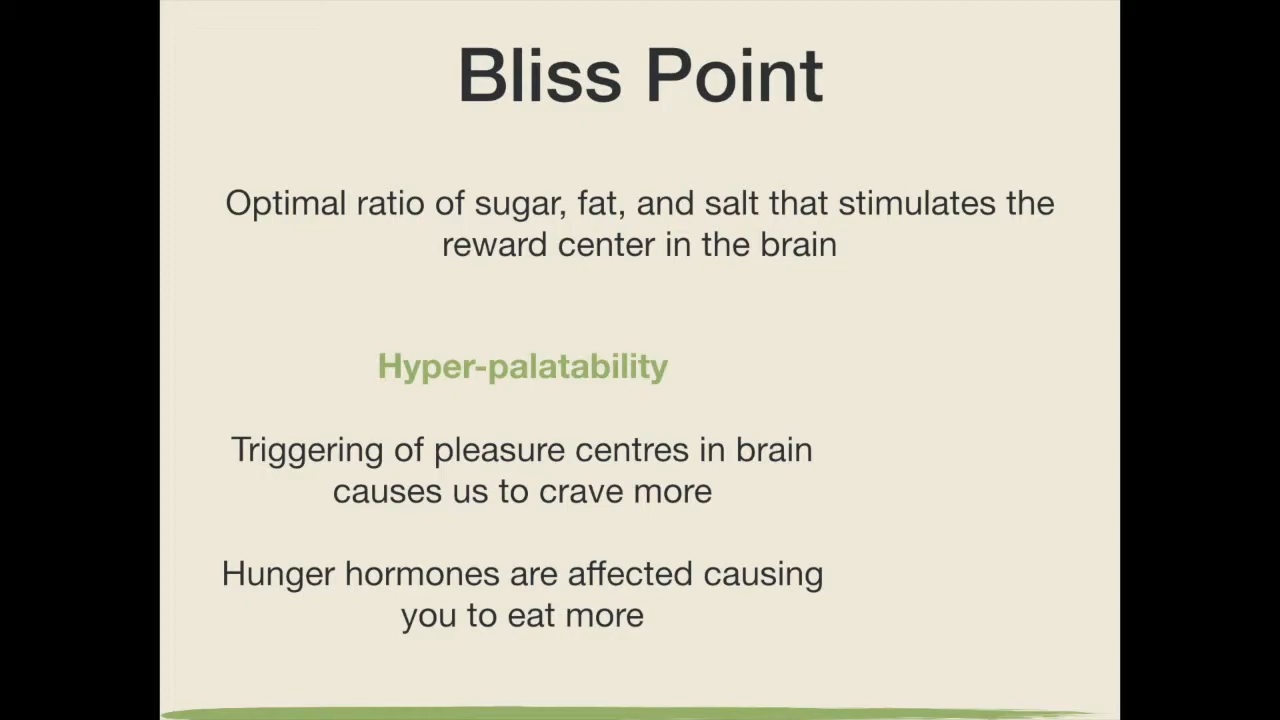 Bliss Point
Optimal ratio of sugar, fat, and salt that stimulates the
reward center in the brain
Hyper-palatability
Triggering of pleasure centres in brain
causes us to crave more
Hunger hormones are affected causing
you to eat more